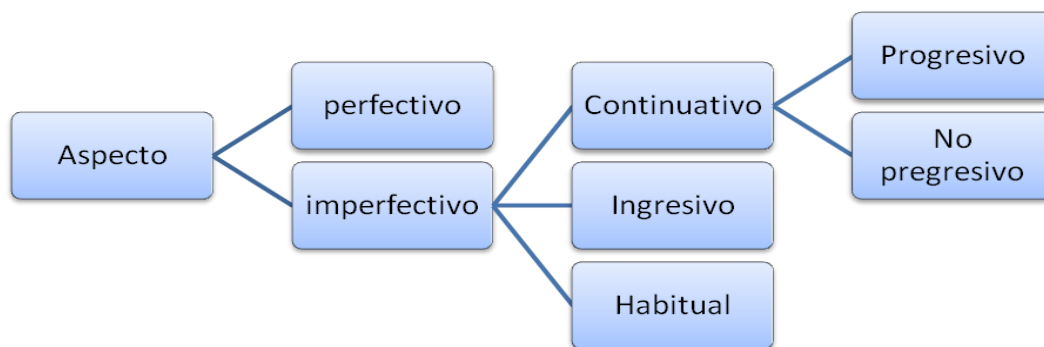 Aspecto
perfectivo
imperfectivo
Continuativo
Ingresivo
Habitual
Progresivo
No
pregresivo